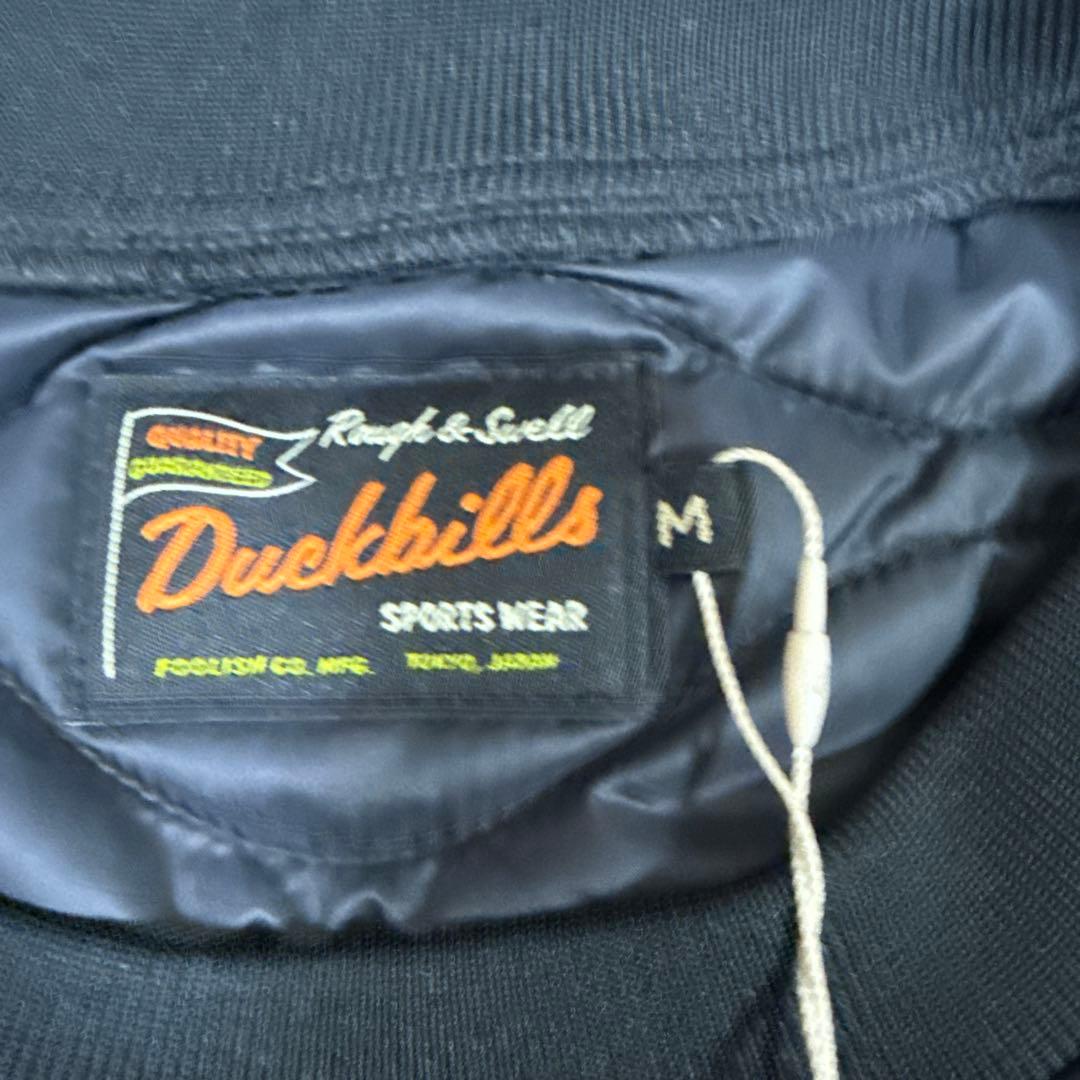 QUALITY
GUARANTEED
Rough & Swell
Duckbills
SPORTS WEAR
FOOLISH CO. MFG. TOKYO, JAPAN
M